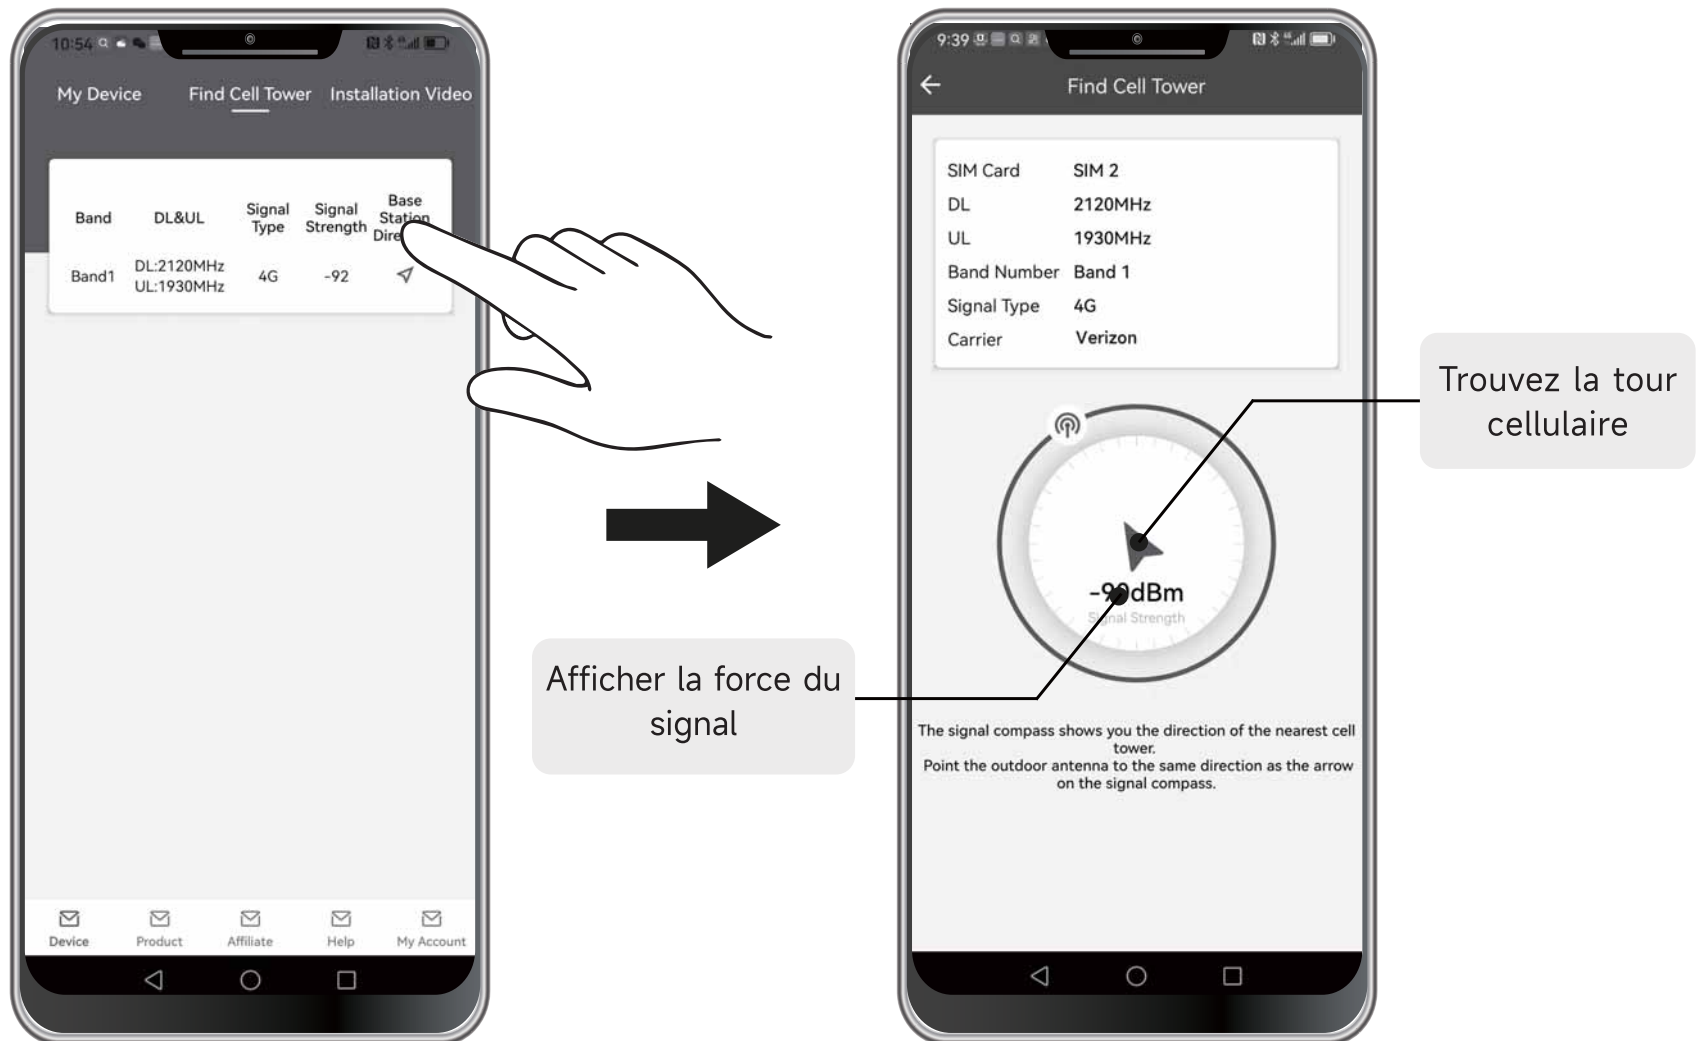 10:54
My Device Find Cell Tower Installation Video
Band DL&UL Signal Type Signal Strength Base Station
Band1 DL:2120MHz UL:1930MHz 4G -92
Device Product Affiliate Help My Account
Afficher la force du
signal
9:39
Find Cell Tower
SIM Card SIM 2
DL 2120MHz
UL 1930MHz
Band Number Band 1
Signal Type 4G
Carrier Verizon
dBm
Signal Strength
The signal compass shows you the direction of the nearest cell
tower.
Point the outdoor antenna to the same direction as the arrow
on the signal compass.
Trouvez la tour
cellulaire